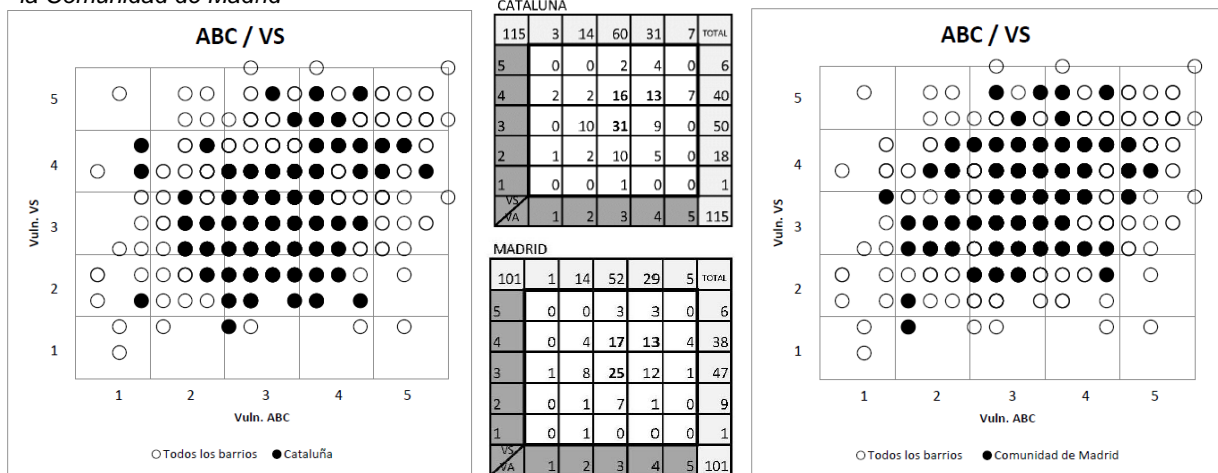 la Comunidad de Madrid
ABC / VS
5
4
3
2
1
Vuln. VS
1 2 3 4 5
Vuln. ABC
Todos los barrios Cataluña
CATALUÑA
115 3 14 60 31 7 TOTAL
5 0 0 2 4 0 6
4 2 2 16 13 7 40
3 0 10 31 9 0 50
2 1 2 10 5 0 18
1 0 0 1 0 0 1
VS
VA 1 2 3 4 5 115
MADRID
101 1 14 52 29 5 TOTAL
5 0 0 3 3 0 6
4 0 4 17 13 4 38
3 1 8 25 12 1 47
2 0 1 7 1 0 9
1 0 1 0 0 0 1
VS
VA 1 2 3 4 5 101
ABC / VS
5
4
3
2
1
Vuln. VS
1 2 3 4 5
Vuln. ABC
Todos los barrios Comunidad de Madrid